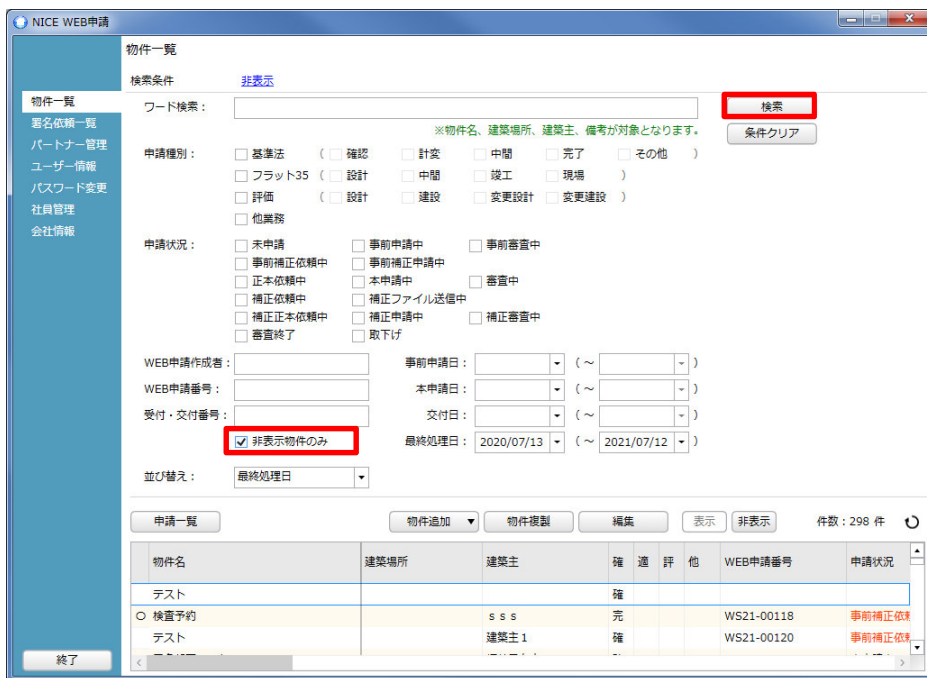 NICE WEB申請
物件一覧
検索条件 非表示
物件一覧
署名依頼一覧
パートナー管理
ユーザー情報
パスワード変更
社員管理
会社情報
終了
ワード検索： 検索
※物件名、建築場所、建築主、備考が対象となります。 条件クリア
申請種別： 基準法 （ 確認 計変 中間 完了 その他 ）
フラット35 （ 設計 中間 竣工 現場 ）
評価 （ 設計 建設 変更設計 変更建設 ）
他業務
申請状況： 未申請 事前申請中 事前審査中
事前補正依頼中 事前補正申請中
正本依頼中 本申請中 審査中
補正依頼中 補正ファイル送信中
補正正本依頼中 補正申請中 補正審査中
審査終了 取下げ
WEB申請作成者： 事前申請日： （～ ）
WEB申請番号： 本申請日： （～ ）
受付・交付番号： 交付日： （～ ）
非表示物件のみ 最終処理日： 2020/07/13 （～ 2021/07/12 ）
並び替え： 最終処理日
申請一覧 物件追加 ▼ 物件複製 編集 表示 非表示 件数：298 件
物件名 建築場所 建築主 確 適 評 他 WEB申請番号 申請状況
テスト 確
○ 検査予約 ｓｓｓ 完 WS21-00118 事前補正依頼
テスト 建築主１ 確 WS21-00120 事前補正依頼